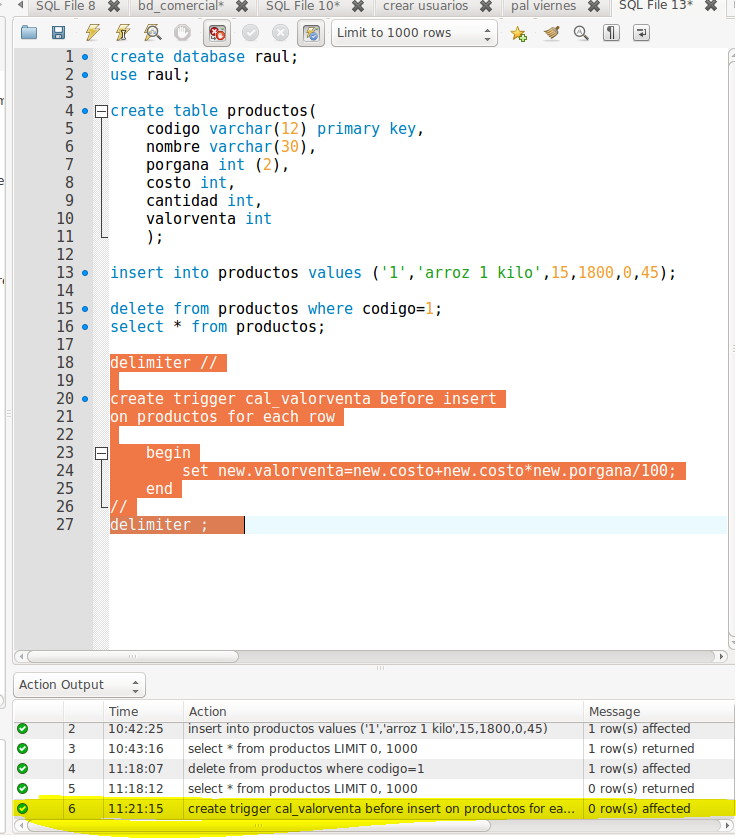 SQL File 8 bd_comercial* SQL File 10* crear usuarios pal viernes SQL File 13*
Limit to 1000 rows
1 create database raul;
2 use raul;
3
4 create table productos(
5 codigo varchar(12) primary key,
6 nombre varchar(30),
7 porgana int (2),
8 costo int,
9 cantidad int,
10 valorventa int
11 );
12
13 insert into productos values ('1','arroz 1 kilo',15,1800,0,45);
14
15 delete from productos where codigo=1;
16 select * from productos;
17
18 delimiter //
19
20 create trigger cal_valorventa before insert
21 on productos for each row
22
23 begin
24 set new.valorventa=new.costo+new.costo*new.porgana/100;
25 end
26 //
27 delimiter ;
Action Output
Time Action Message
2 10:42:25 insert into productos values ('1','arroz 1 kilo',15,1800,0,45) 1 row(s) affected
3 10:43:16 select * from productos LIMIT 0, 1000 1 row(s) returned
4 11:18:07 delete from productos where codigo=1 1 row(s) affected
5 11:18:12 select * from productos LIMIT 0, 1000 0 row(s) returned
6 11:21:15 create trigger cal_valorventa before insert on productos for ea... 0 row(s) affected